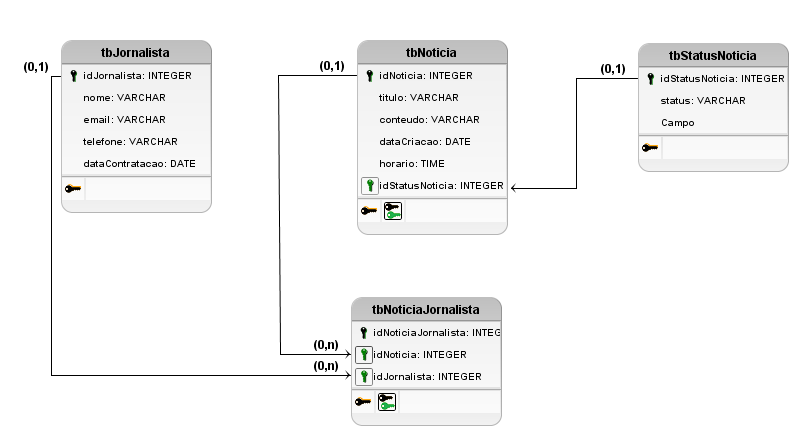 tbJornalista
(0,1)
idJornalista: INTEGER
nome: VARCHAR
email: VARCHAR
telefone: VARCHAR
dataContratacao: DATE
tbNoticia
(0,1)
idNoticia: INTEGER
titulo: VARCHAR
conteudo: VARCHAR
dataCriacao: DATE
horario: TIME
idStatusNoticia: INTEGER
tbStatusNoticia
(0,1)
idStatusNoticia: INTEGER
status: VARCHAR
Campo
tbNoticiaJornalista
idNoticiaJornalista: INTEG
(0,n)
idNoticia: INTEGER
(0,n)
idJornalista: INTEGER